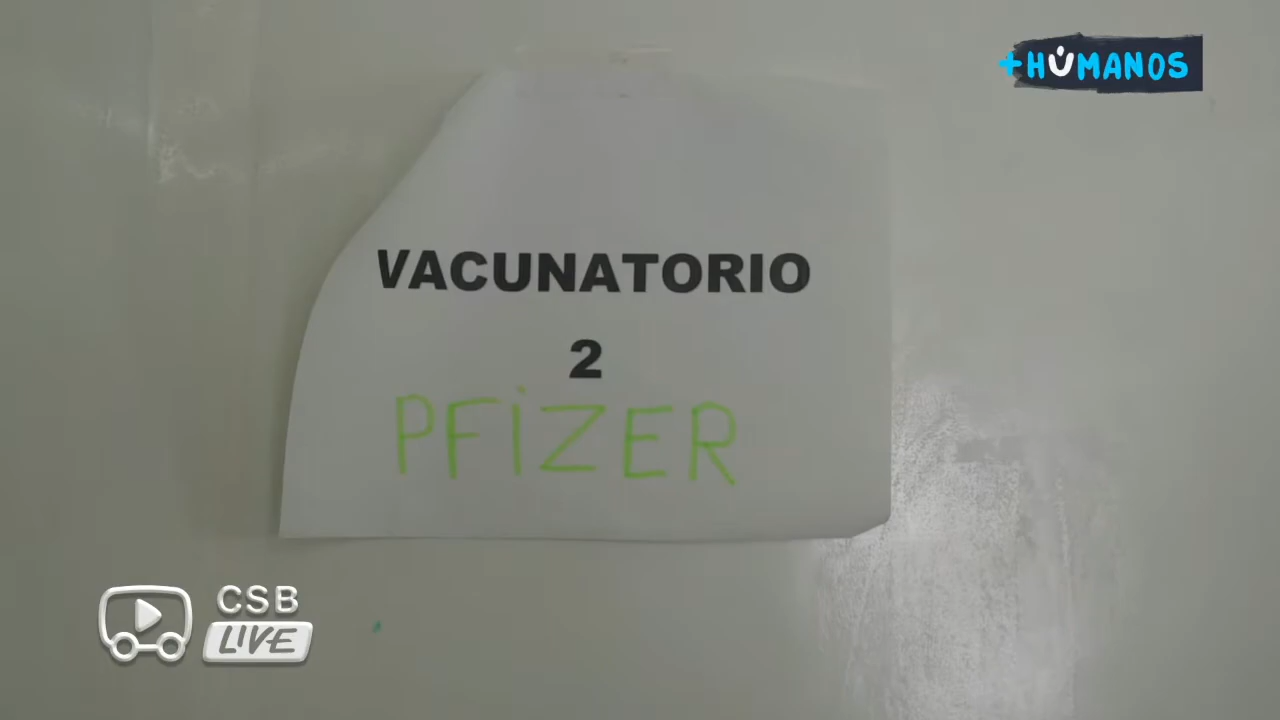 +HUMANOS
VACUNATORIO
2
PFiZER
CSB
LIVE